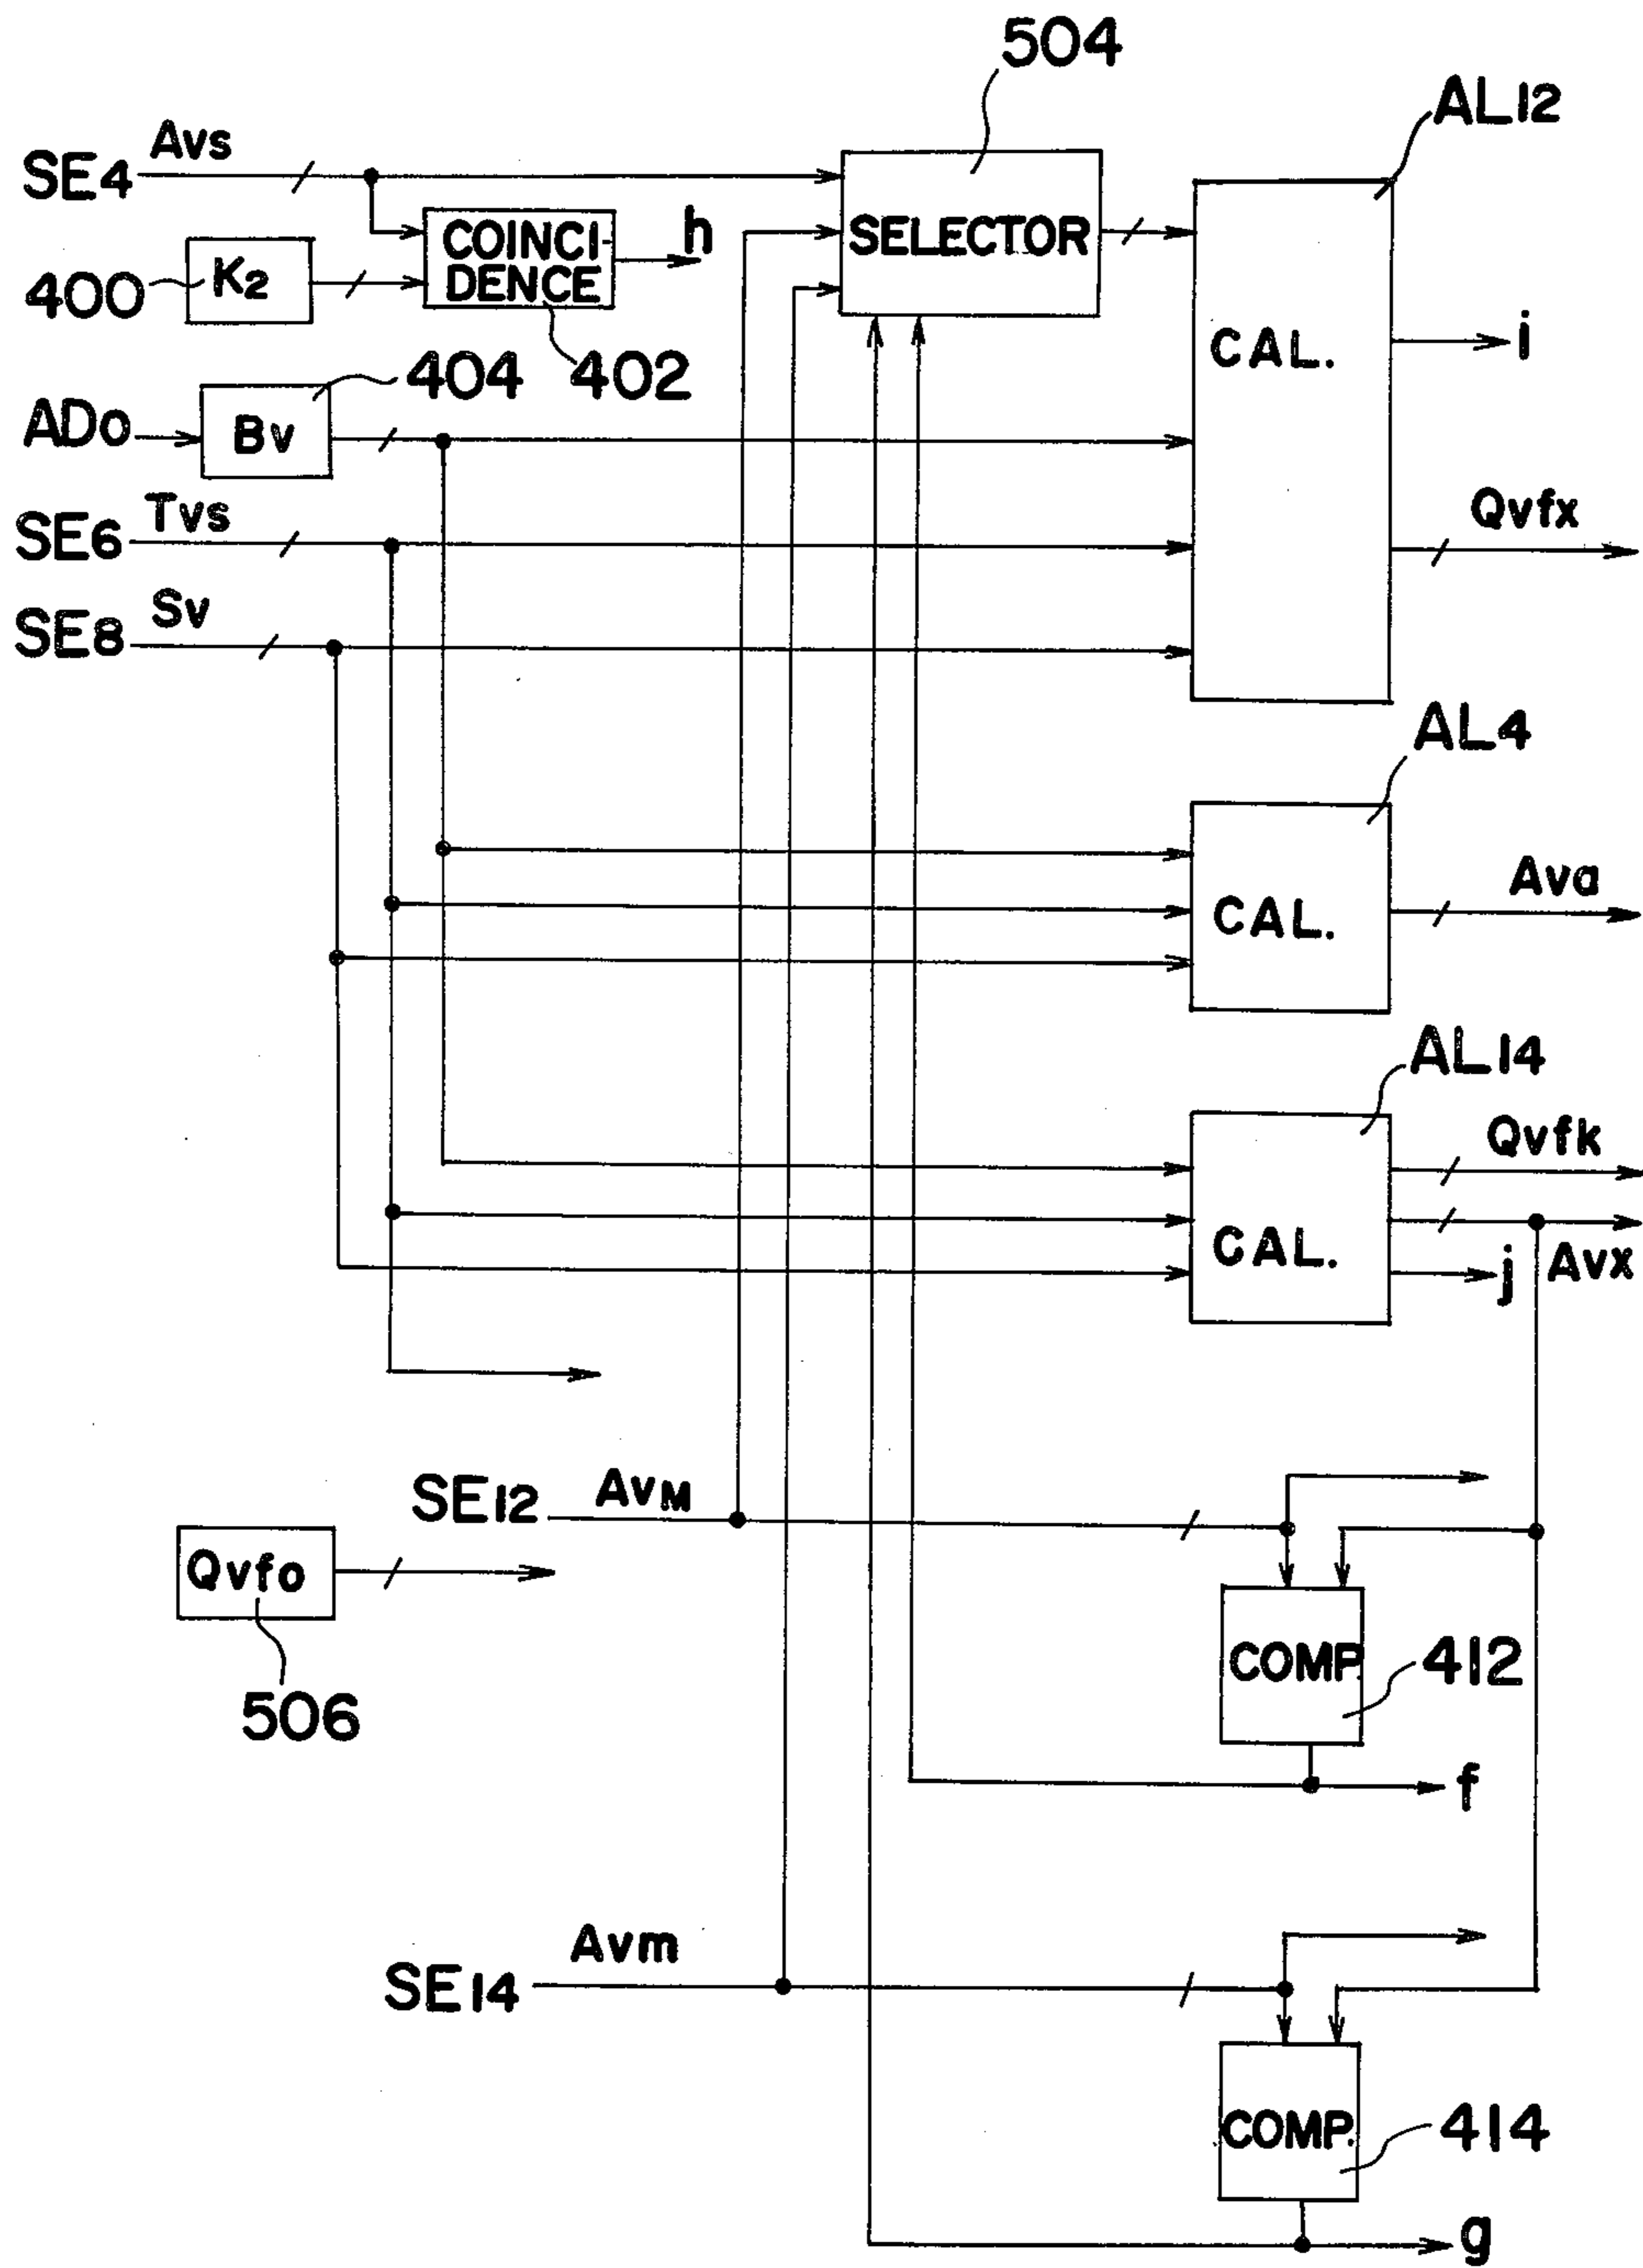 504
AL12
SE4
Avs
SELECTOR
COINCI-
DENCE
h
400
K2
404
402
CAL.
i
ADo
Bv
SE6
Tvs
Qvfx
SE8
Sv
AL4
CAL.
Ava
AL14
Qvfk
CAL.
j
Avx
SE12
AvM
Qvfo
506
COMP.
412
f
SE14
Avm
COMP.
414
g